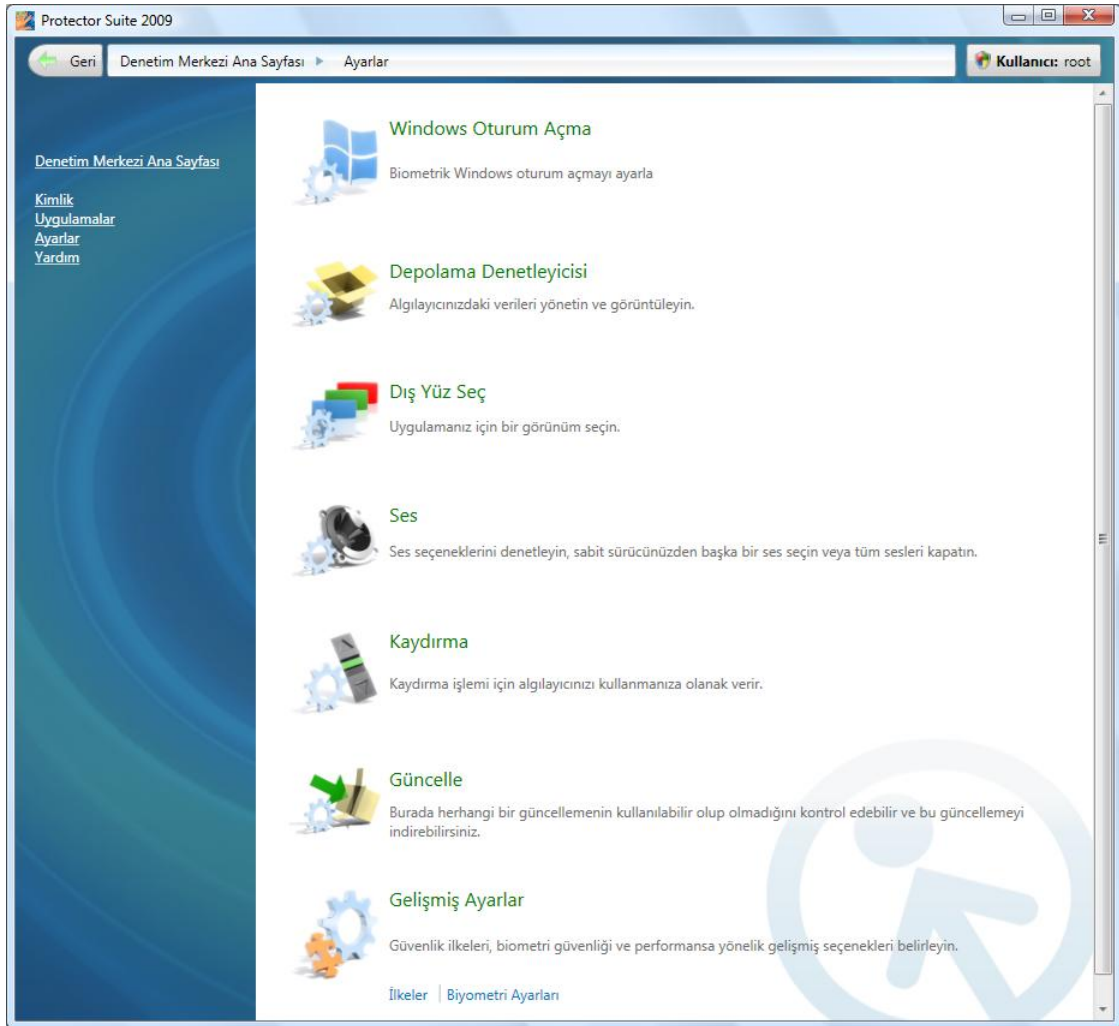 Protector Suite 2009
Geri
Denetim Merkezi Ana Sayfası
Ayarlar
Kullanıcı: root
Denetim Merkezi Ana Sayfası
Kimlik
Uygulamalar
Ayarlar
Yardım
Windows Oturum Açma
Biometrik Windows oturum açmayı ayarla
Depolama Denetleyicisi
Algılayıcınızdaki verileri yönetin ve görüntüleyin.
Dış Yüz Seç
Uygulamanız için bir görünüm seçin.
Ses
Ses seçeneklerini denetleyin, sabit sürücünüzden başka bir ses seçin veya tüm sesleri kapatın.
Kaydırma
Kaydırma işlemi için algılayıcınızı kullanmanıza olanak verir.
Güncelle
Burada herhangi bir güncellemenin kullanılabilir olup olmadığını kontrol edebilir ve bu güncellemeyi
indirebilirsiniz.
Gelişmiş Ayarlar
Güvenlik ilkeleri, biometri güvenliği ve performansa yönelik gelişmiş seçenekleri belirleyin.
İlkeler
Biyometri Ayarları